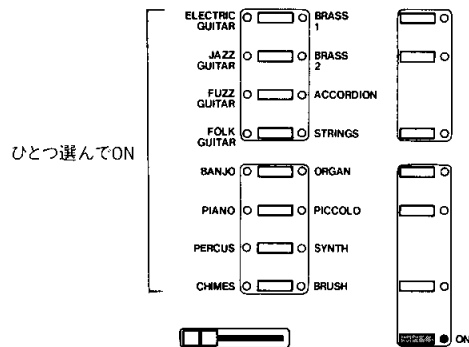 ELECTRIC GUITAR
BRASS 1
JAZZ GUITAR
BRASS 2
FUZZ GUITAR
ACCORDION
FOLK GUITAR
STRINGS
ひとつ選んでON
BANJO
ORGAN
PIANO
PICCOLO
PERCUS
SYNTH
CHIMES
BRUSH
ON